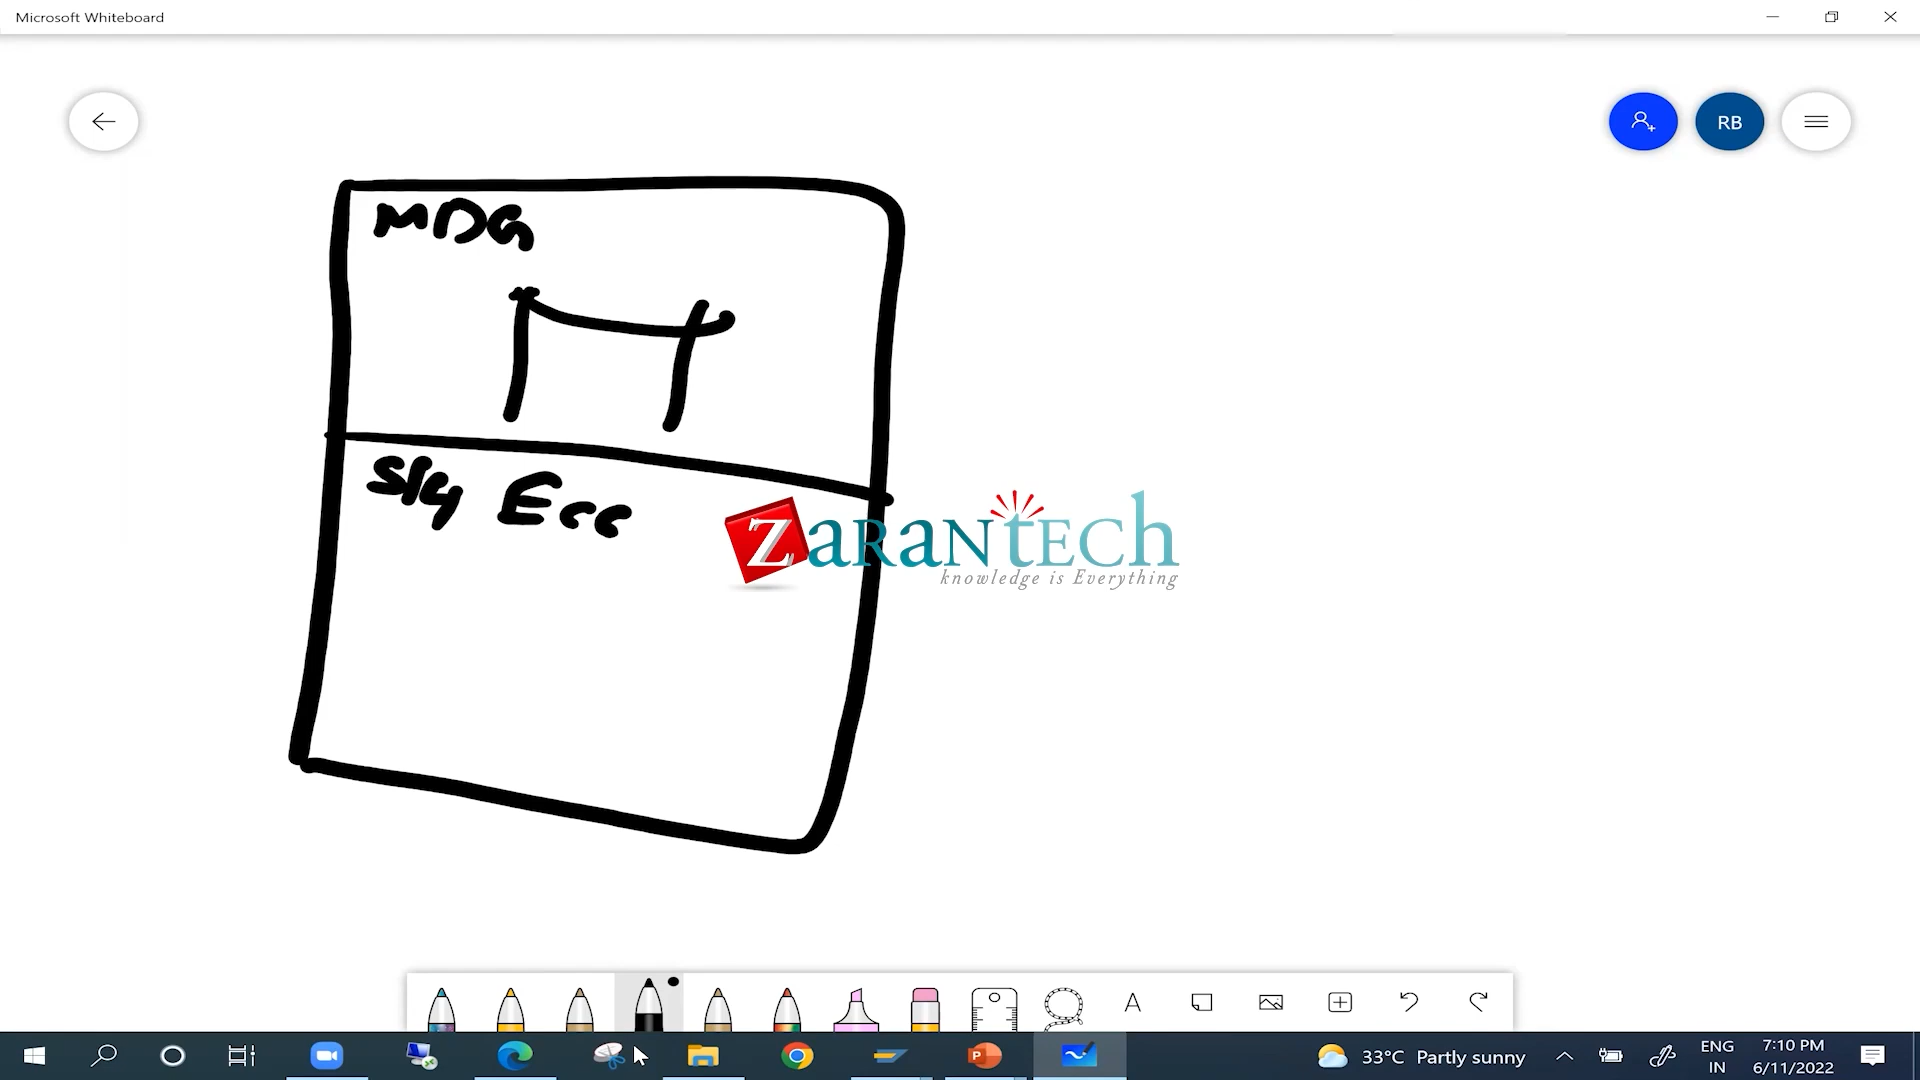 Microsoft Whiteboard
RB
MDG
S/4 Ecc
ZaranTech
knowledge is Everything
A
33°C Partly sunny
ENG
IN
7:10 PM
6/11/2022